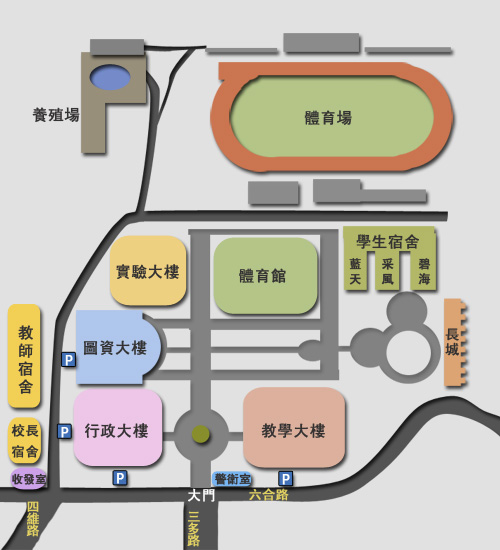 養殖場
體育場
學生宿舍
藍天
采風
碧海
實驗大樓
體育館
長城
教師宿舍
圖資大樓
P
校長
宿舍
P
行政大樓
教學大樓
收發室
P
警衛室
P
大門
六合路
四維路
三多路